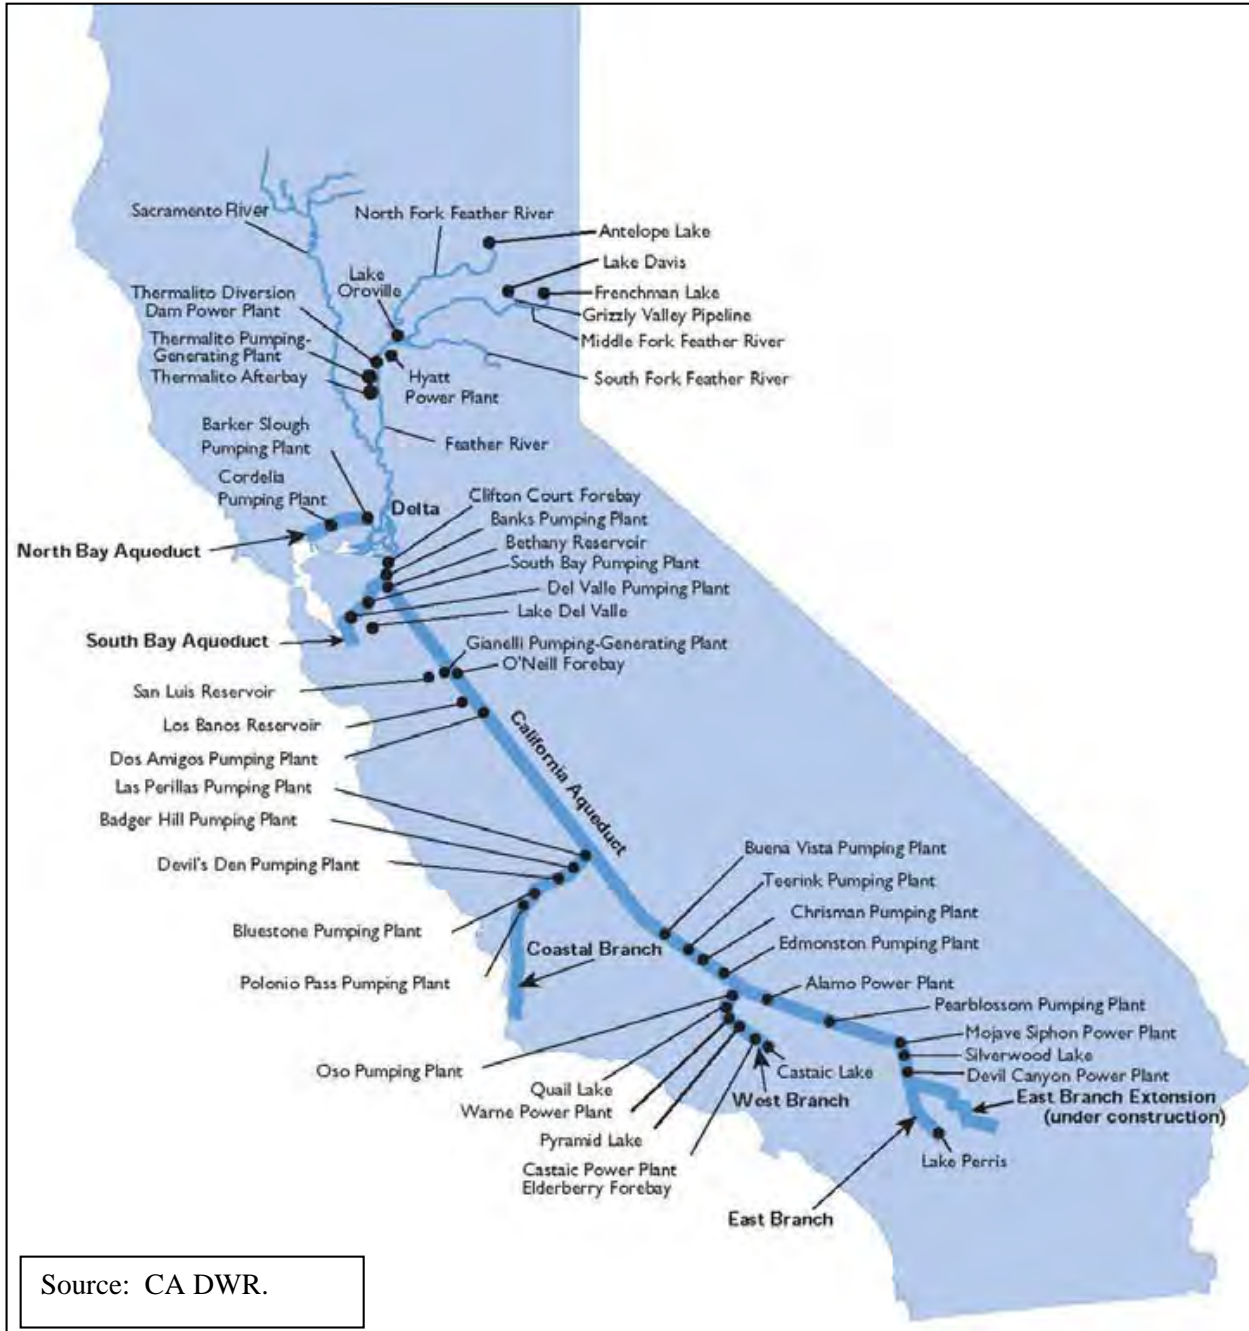 Sacramento River
North Fork Feather River
Antelope Lake
Lake Davis
Lake
Oroville
Frenchman Lake
Thermalito Diversion
Dam Power Plant
Grizzly Valley Pipeline
Middle Fork Feather River
Thermalito Pumping-
Generating Plant
Thermalito Afterbay
Hyatt
Power Plant
South Fork Feather River
Barker Slough
Pumping Plant
Feather River
Cordelia
Pumping Plant
Delta
Clifton Court Forebay
Banks Pumping Plant
North Bay Aqueduct
Bethany Reservoir
South Bay Pumping Plant
Del Valle Pumping Plant
Lake Del Valle
South Bay Aqueduct
Gianelli Pumping-Generating Plant
O'Neill Forebay
San Luis Reservoir
Los Banos Reservoir
California Aqueduct
Dos Amigos Pumping Plant
Las Perillas Pumping Plant
Badger Hill Pumping Plant
Devil's Den Pumping Plant
Buena Vista Pumping Plant
Teerink Pumping Plant
Chrisman Pumping Plant
Bluestone Pumping Plant
Edmonston Pumping Plant
Coastal Branch
Polonio Pass Pumping Plant
Alamo Power Plant
Pearblossom Pumping Plant
Mojave Siphon Power Plant
Silverwood Lake
Oso Pumping Plant
Castaic Lake
Devil Canyon Power Plant
Quail Lake
West Branch
East Branch Extension
(under construction)
Warne Power Plant
Pyramid Lake
Lake Perris
Castaic Power Plant
Elderberry Forebay
East Branch
Source: CA DWR.